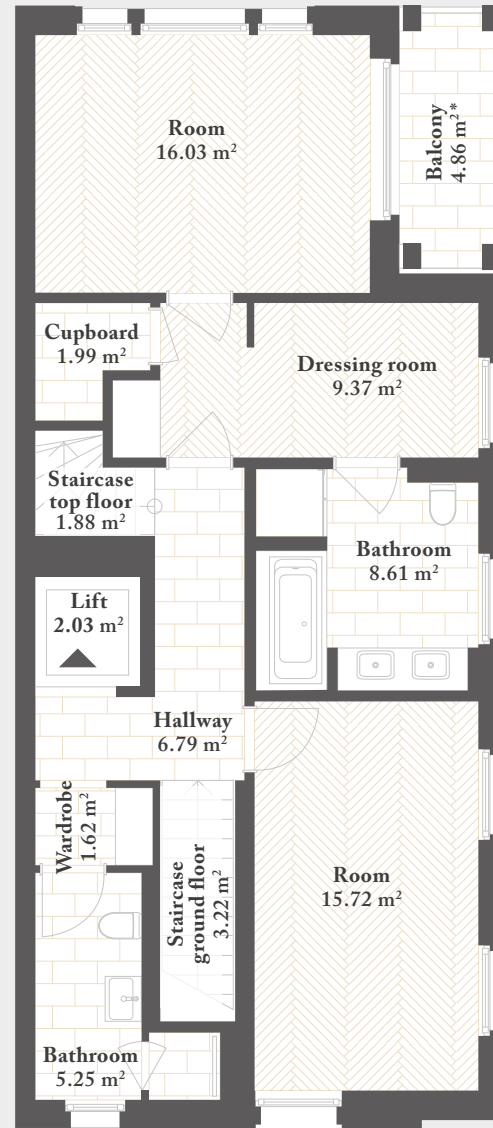 Room
16.03 m²
Balcony
4.86 m²*
Cupboard
1.99 m²
Dressing room
9.37 m²
Staircase
top floor
1.88 m²
Bathroom
8.61 m²
Lift
2.03 m²
Hallway
6.79 m²
Wardrobe
1.62 m²
Staircase
ground floor
3.22 m²
Room
15.72 m²
Bathroom
5.25 m²